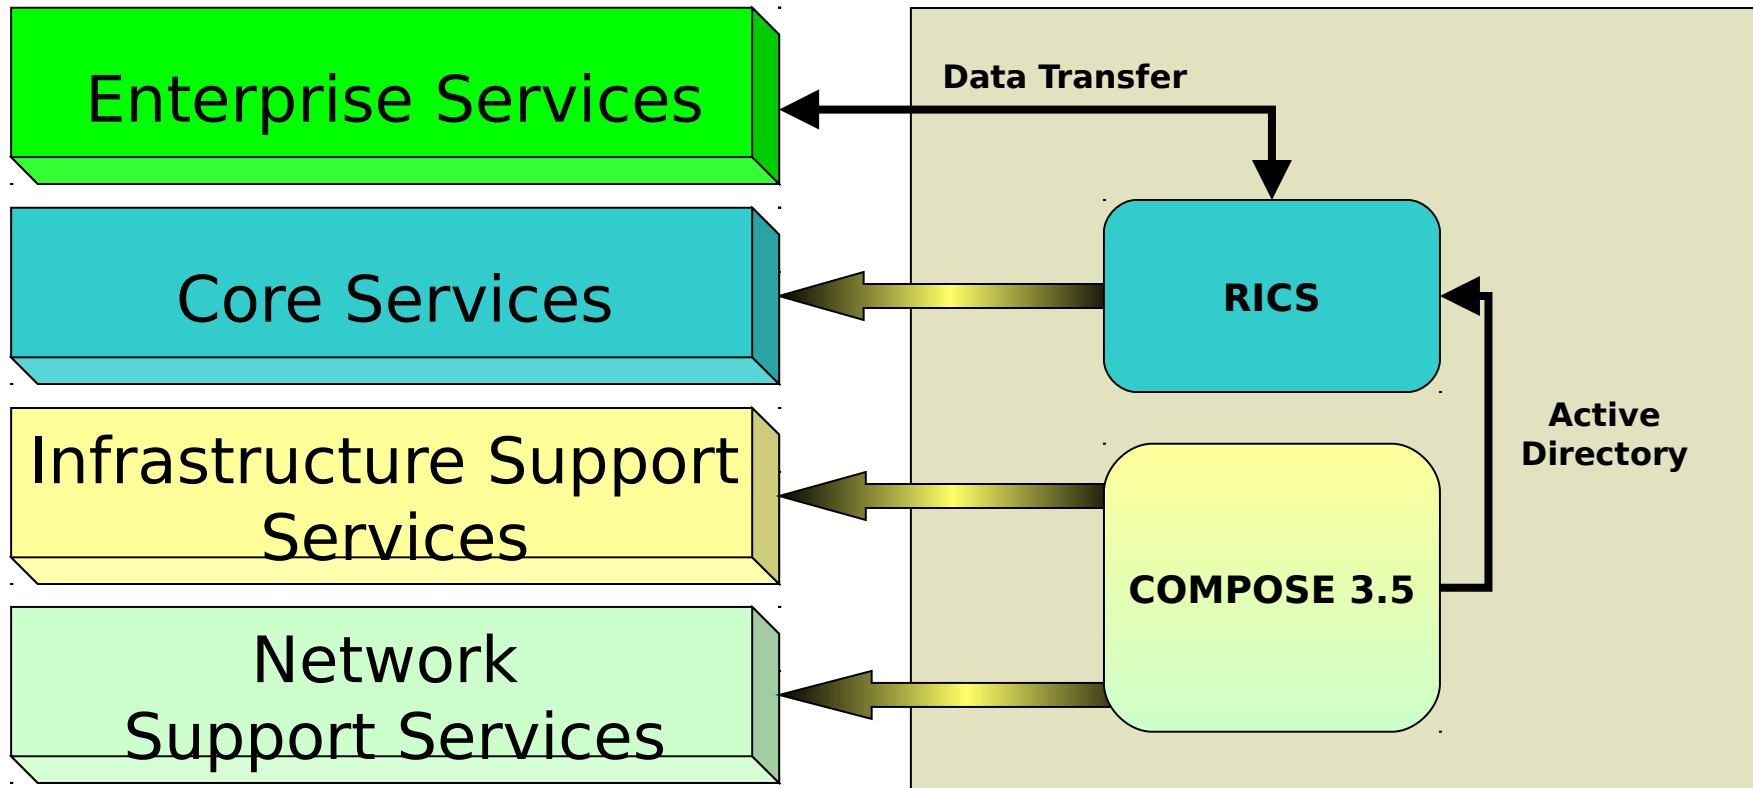 Enterprise Services
Data Transfer
Core Services
RICS
Infrastructure Support
Services
Active
Directory
COMPOSE 3.5
Network
Support Services